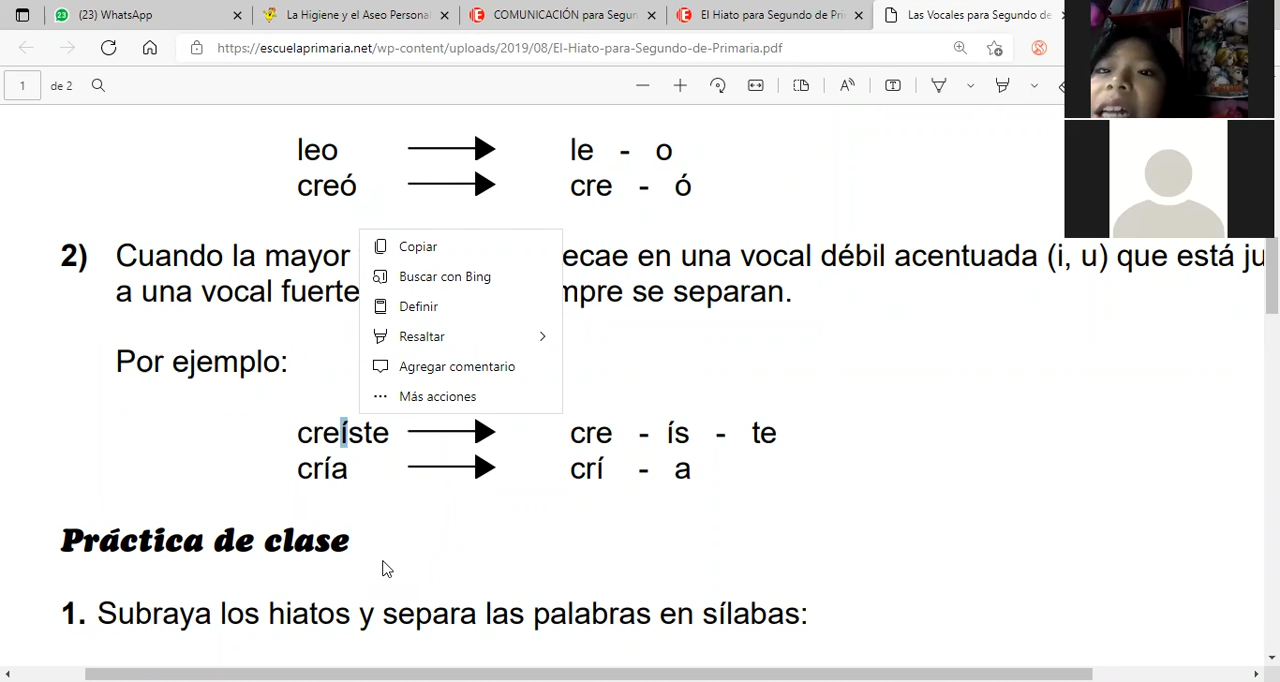 (23) WhatsApp
La Higiene y el Aseo Personal
COMUNICACIÓN para Segun
El Hiato para Segundo de Pri
Las Vocales para Segundo de
https://escuelaprimaria.net/wp-content/uploads/2019/08/El-Hiato-para-Segundo-de-Primaria.pdf
1 de 2
leo le - o
creó cre - ó
2) Cuando la mayor ecae en una vocal débil acentuada (i, u) que está ju
a una vocal fuerte mpre se separan.
Copiar
Buscar con Bing
Definir
Resaltar
Agregar comentario
Más acciones
Por ejemplo:
creíste cre - ís - te
cría crí - a
Práctica de clase
1. Subraya los hiatos y separa las palabras en sílabas: